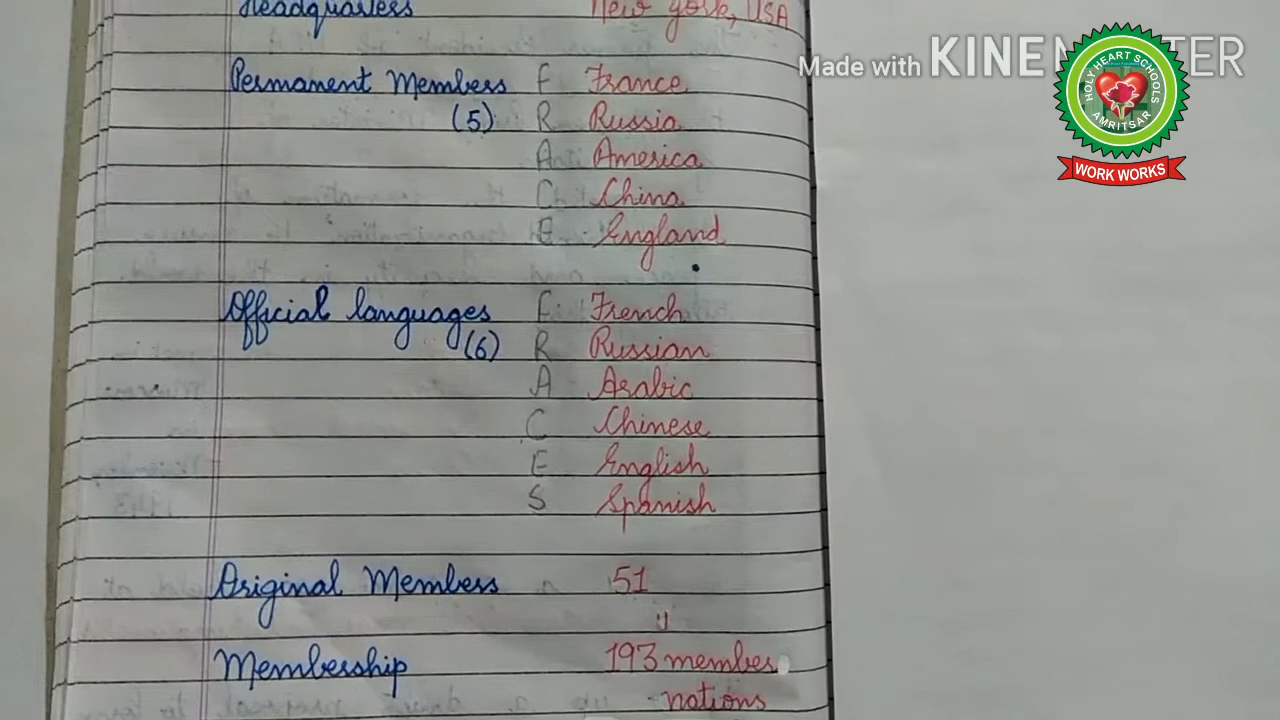 Headquarters New York, USA
Made with KINEMASTER
HOLY HEART SCHOOLS
AMRITSAR
WORK WORKS
Permanent Members F France
(5) R Russia
A America
C China
E England
Official languages F French
(6) R Russian
A Arabic
C Chinese
E English
S Spanish
Original Members 51
Membership 193 member
nations